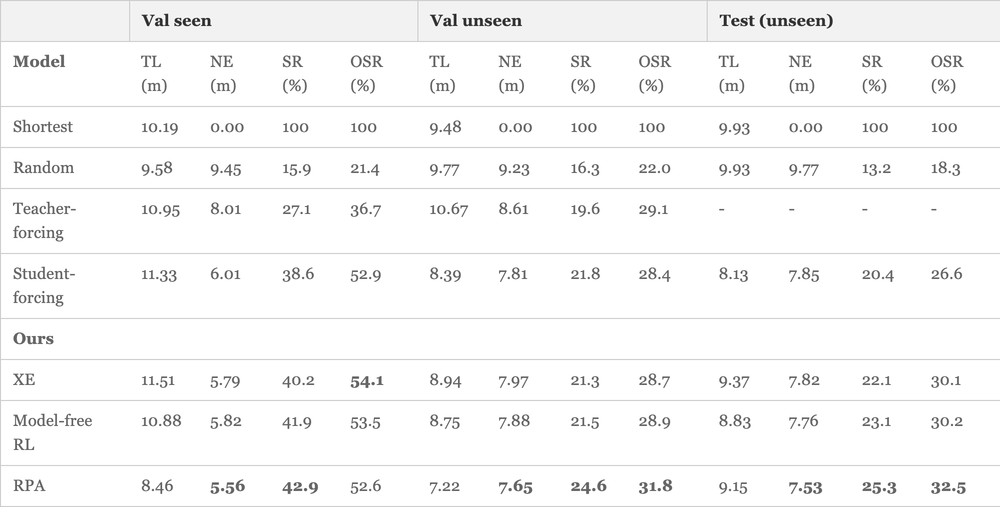 Val seen Val unseen Test (unseen)
Model TL (m) NE (m) SR (%) OSR (%) TL (m) NE (m) SR (%) OSR (%) TL (m) NE (m) SR (%) OSR (%)
Shortest 10.19 0.00 100 100 9.48 0.00 100 100 9.93 0.00 100 100
Random 9.58 9.45 15.9 21.4 9.77 9.23 16.3 22.0 9.93 9.77 13.2 18.3
Teacher-forcing 10.95 8.01 27.1 36.7 10.67 8.61 19.6 29.1 - - - -
Student-forcing 11.33 6.01 38.6 52.9 8.39 7.81 21.8 28.4 8.13 7.85 20.4 26.6
Ours
XE 11.51 5.79 40.2 54.1 8.94 7.97 21.3 28.7 9.37 7.82 22.1 30.1
Model-free RL 10.88 5.82 41.9 53.5 8.75 7.88 21.5 28.9 8.83 7.76 23.1 30.2
RPA 8.46 5.56 42.9 52.6 7.22 7.65 24.6 31.8 9.15 7.53 25.3 32.5